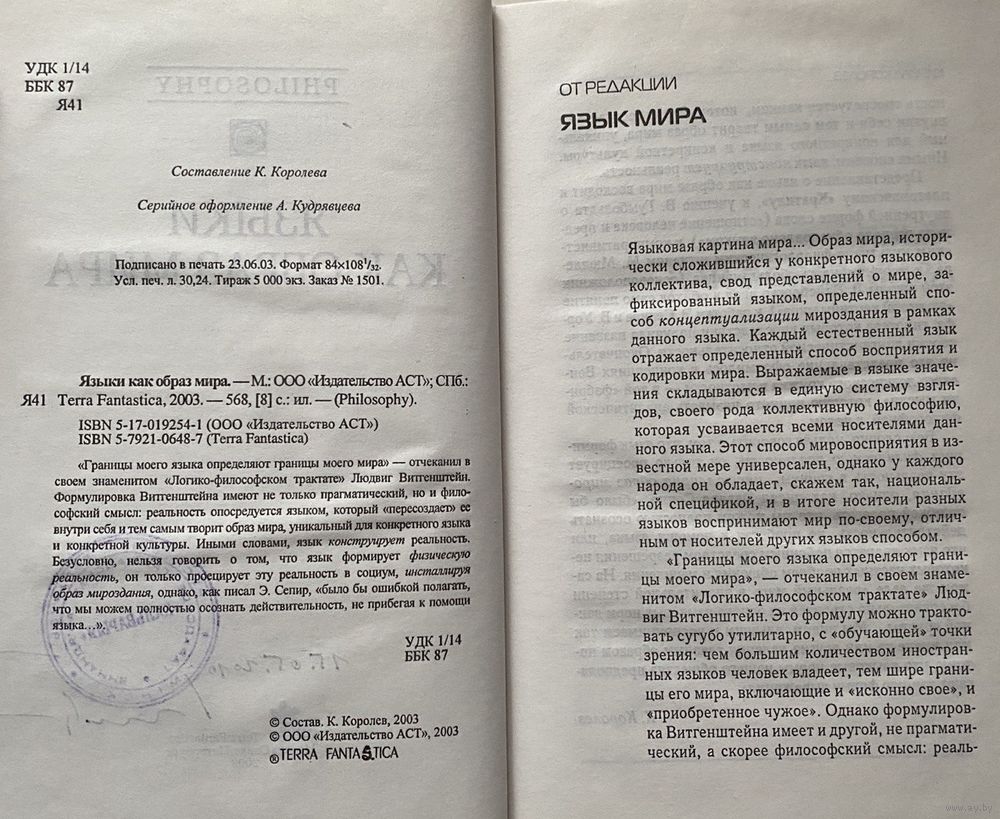 УДК 1/14
ББК 87
Я41
PHILOSOPHY
Составление К. Королева
Серийное оформление А. Кудрявцева
Подписано в печать 23.06.03. Формат 84×108¹/₃₂.
Усл. печ. л. 30,24. Тираж 5 000 экз. Заказ № 1501.
Языки как образ мира. — М.: ООО «Издательство АСТ»; СПб.:
Я41 Terra Fantastica, 2003. — 568, [8] с.: ил. — (Philosophy).
ISBN 5-17-019254-1 (ООО «Издательство АСТ»)
ISBN 5-7921-0648-7 (Terra Fantastica)
«Границы моего языка определяют границы моего мира» — отчеканил в
своем знаменитом «Логико-философском трактате» Людвиг Витгенштейн.
Формулировка Витгенштейна имеют не только прагматический, но и фило-
софский смысл: реальность опосредуется языком, который «пересоздает» ее
внутри себя и тем самым творит образ мира, уникальный для конкретного языка
и конкретной культуры. Иными словами, язык конструирует реальность.
Безусловно, нельзя говорить о том, что язык формирует физическую
реальность, он только проецирует эту реальность в социум, инсталлируя
образ мироздания, однако, как писал Э. Сепир, «было бы ошибкой полагать,
что мы можем полностью осознать действительность, не прибегая к помощи
языка…».
УДК 1/14
ББК 87
© Состав. К. Королев, 2003
© ООО «Издательство АСТ», 2003
® TERRA FANTASTICA
ОТ РЕДАКЦИИ
ЯЗЫК МИРА
Языковая картина мира... Образ мира, истори-
чески сложившийся у конкретного языкового
коллектива, свод представлений о мире, за-
фиксированный языком, определенный спо-
соб концептуализации мироздания в рамках
данного языка. Каждый естественный язык
отражает определенный способ восприятия и
кодировки мира. Выражаемые в языке значе-
ния складываются в единую систему взгля-
дов, своего рода коллективную философию,
которая усваивается всеми носителями дан-
ного языка. Этот способ мировосприятия в из-
вестной мере универсален, однако у каждого
народа он обладает, скажем так, националь-
ной спецификой, и в итоге носители разных
языков воспринимают мир по-своему, отлич-
ным от носителей других языков способом.
«Границы моего языка определяют грани-
цы моего мира», — отчеканил в своем знаме-
нитом «Логико-философском трактате» Люд-
виг Витгенштейн. Это формулу можно тракто-
вать сугубо утилитарно, с «обучающей» точки
зрения: чем большим количеством иностран-
ных языков человек владеет, тем шире грани-
цы его мира, включающие и «исконно свое», и
«приобретенное чужое». Однако формулиров-
ка Витгенштейна имеет и другой, не прагмати-
ческий, а скорее философский смысл: реаль-
www.ay.by